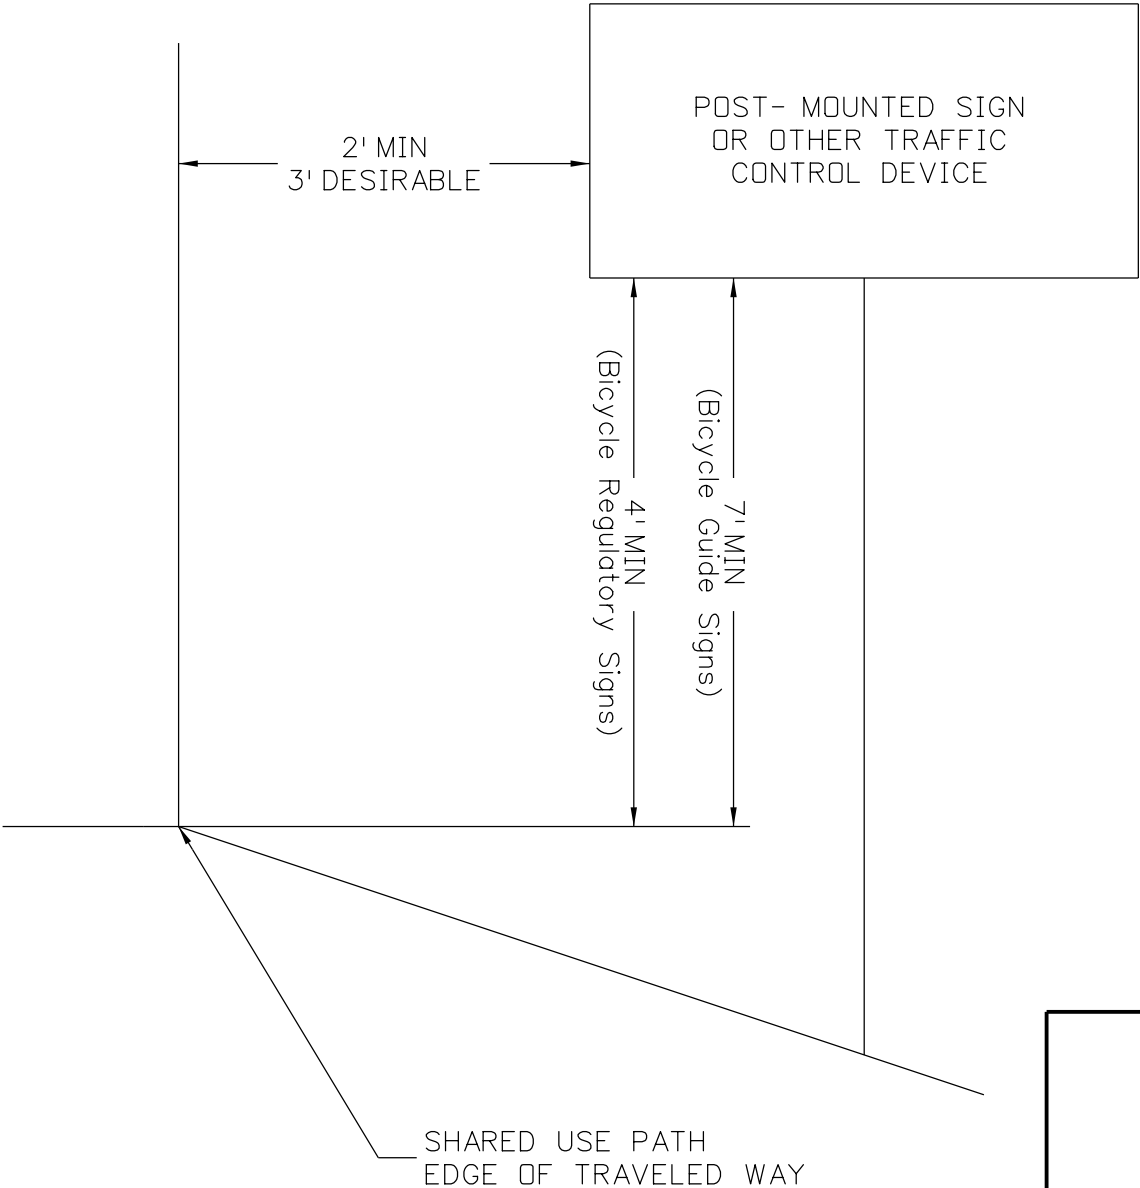 POST- MOUNTED SIGN
OR OTHER TRAFFIC
CONTROL DEVICE
2' MIN
3' DESIRABLE
4' MIN
(Bicycle Regulatory Signs)
7' MIN
(Bicycle Guide Signs)
SHARED USE PATH
EDGE OF TRAVELED WAY